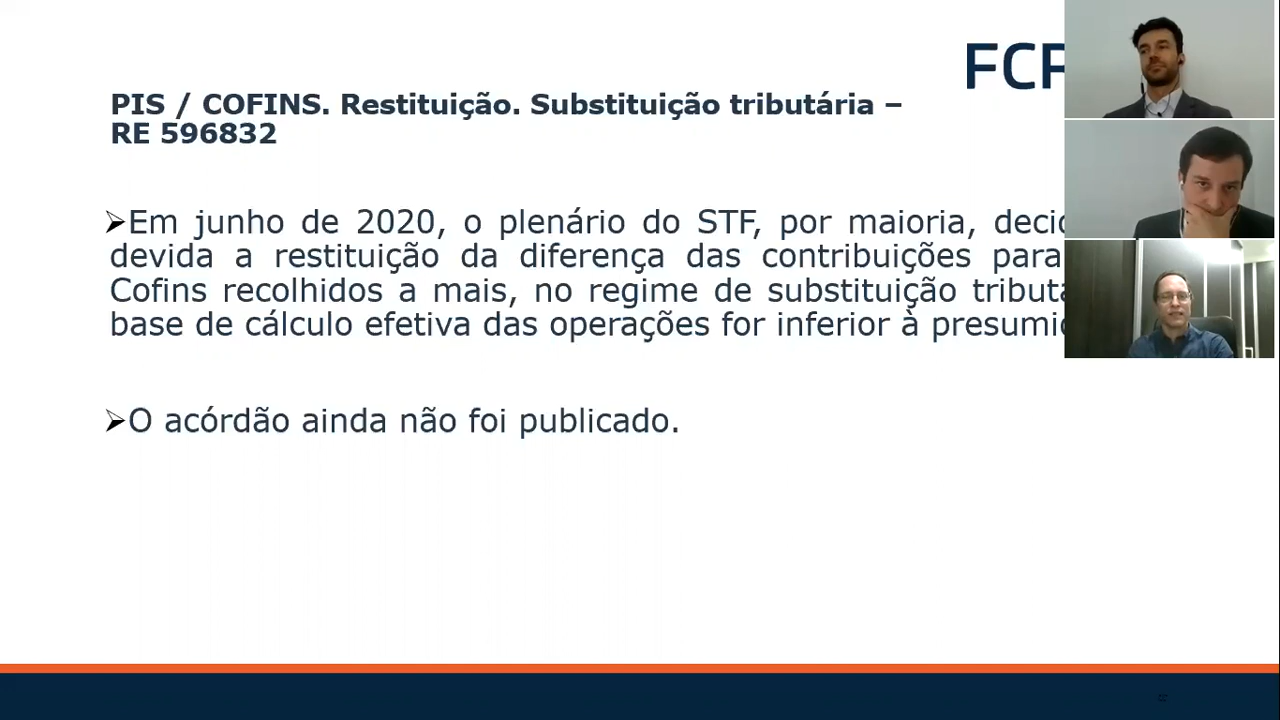 FCR
PIS / COFINS. Restituição. Substituição tributária –
RE 596832
➢Em junho de 2020, o plenário do STF, por maioria,
devida a restituição da diferença das contribuições para
Cofins recolhidos a mais, no regime de substituição
base de cálculo efetiva das operações for inferior à
➢O acórdão ainda não foi publicado.